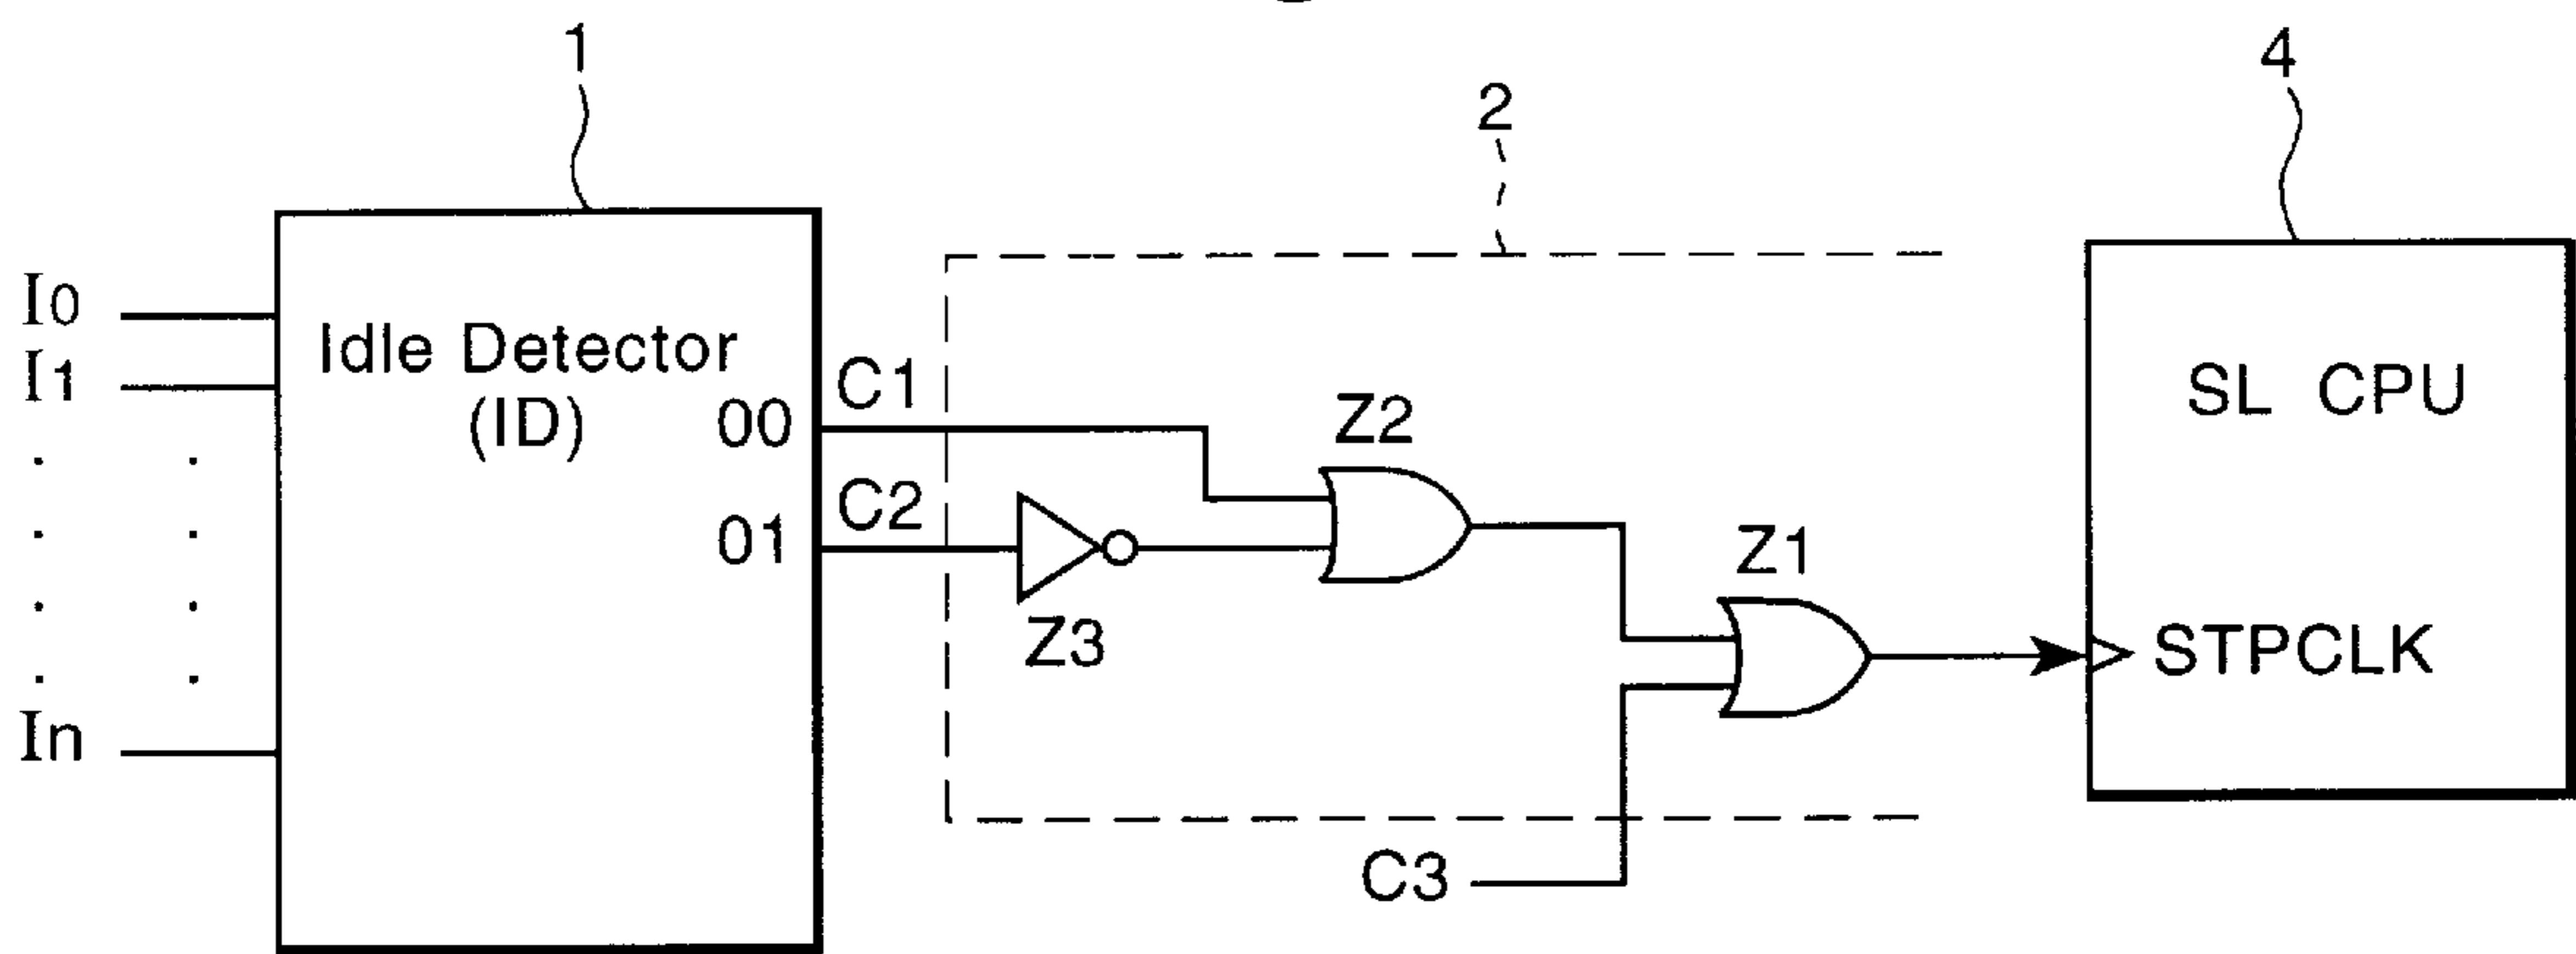 1
2
4
I0
I1
In
Idle Detector
(ID)
00
01
C1
C2
Z3
Z2
Z1
C3
SL CPU
STPCLK